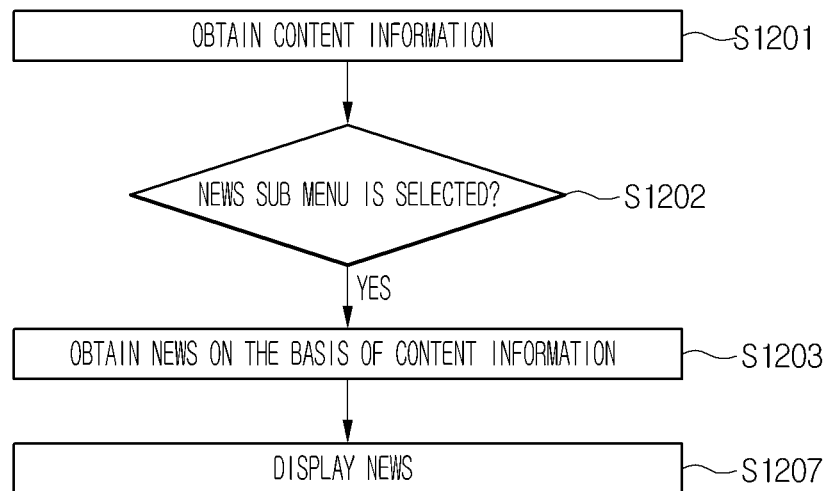 OBTAIN CONTENT INFORMATION
S1201
NEWS SUB MENU IS SELECTED?
S1202
YES
OBTAIN NEWS ON THE BASIS OF CONTENT INFORMATION
S1203
DISPLAY NEWS
S1207